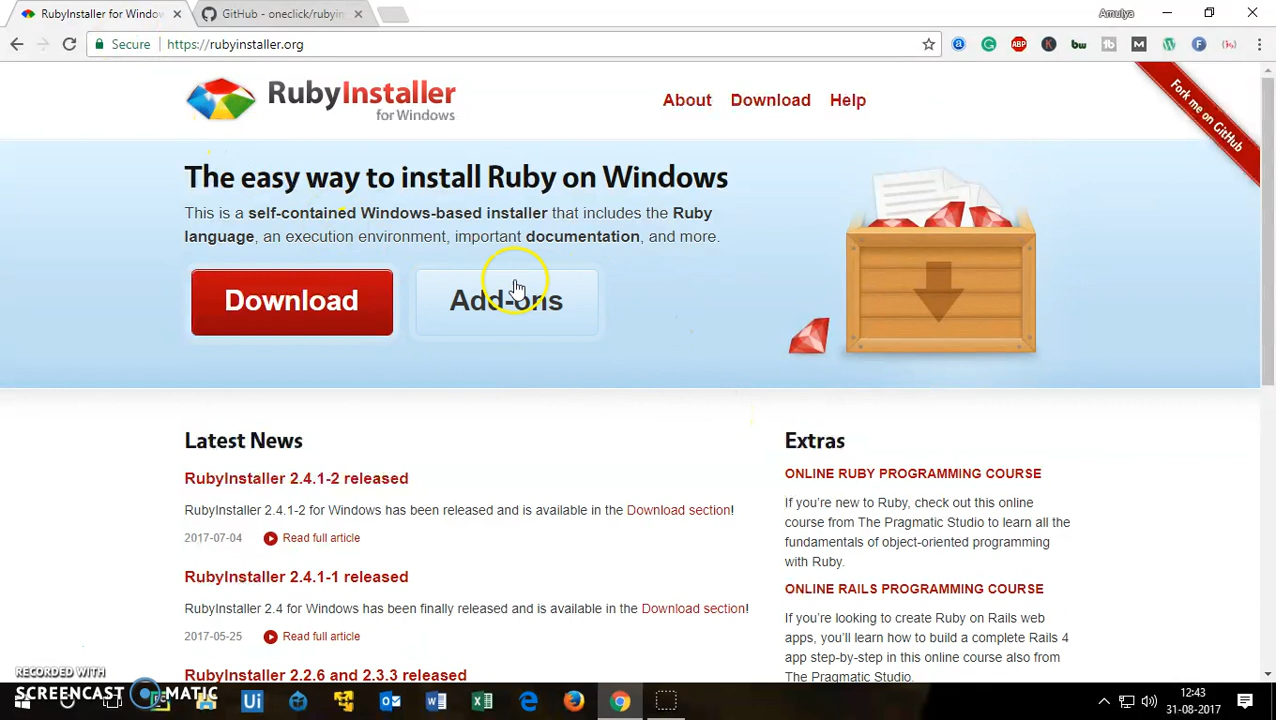 RubyInstaller for Window
GitHub - oneclick/rubyin
Amulya
Secure
https://rubyinstaller.org
RubyInstaller
for Windows
About
Download
Help
Fork me on GitHub
The easy way to install Ruby on Windows
This is a self-contained Windows-based installer that includes the Ruby
language, an execution environment, important documentation, and more.
Download
Add-ons
Latest News
RubyInstaller 2.4.1-2 released
RubyInstaller 2.4.1-2 for Windows has been released and is available in the Download section!
2017-07-04
Read full article
RubyInstaller 2.4.1-1 released
RubyInstaller 2.4 for Windows has been finally released and is available in the Download section!
2017-05-25
Read full article
RubyInstaller 2.2.6 and 2.3.3 released
Extras
ONLINE RUBY PROGRAMMING COURSE
If you're new to Ruby, check out this online
course from The Pragmatic Studio to learn all the
fundamentals of object-oriented programming
with Ruby.
ONLINE RAILS PROGRAMMING COURSE
If you're looking to create Ruby on Rails web
apps, you'll learn how to build a complete Rails 4
app step-by-step in this online course also from
The Pragmatic Studio.
RECORDED WITH
SCREENCAST MATIC
Ui
12:43
31-08-2017